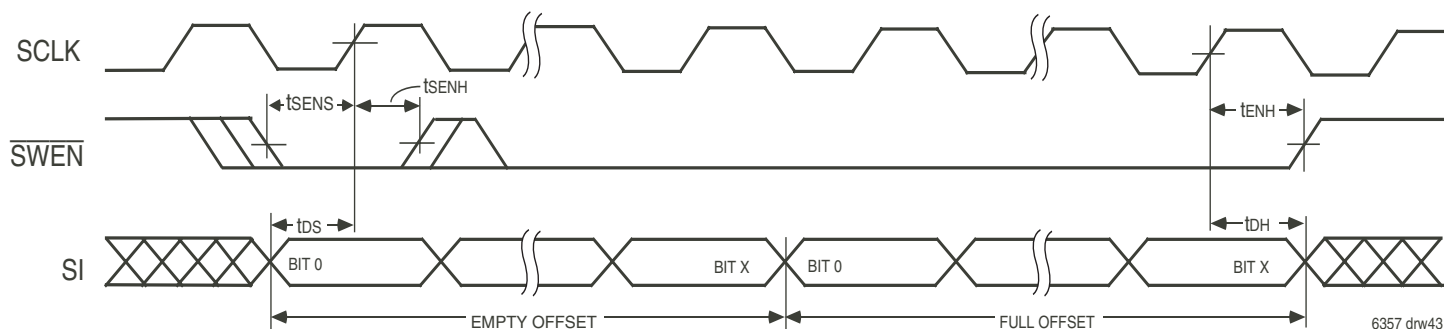 SCLK
tSENH
tSENS
tENH
SWEN
tDS
tDH
SI
BIT 0
BIT X
BIT 0
BIT X
EMPTY OFFSET
FULL OFFSET
6357 drw43